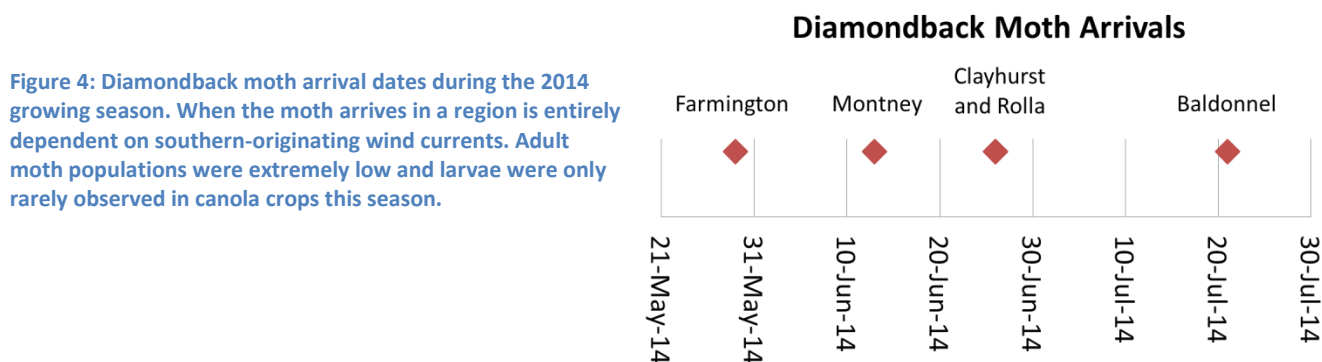 Figure 4: Diamondback moth arrival dates during the 2014
growing season. When the moth arrives in a region is entirely
dependent on southern-originating wind currents. Adult
moth populations were extremely low and larvae were only
rarely observed in canola crops this season.
Diamondback Moth Arrivals
Farmington
Montney
Clayhurst
and Rolla
Baldonnel
21-May-14
31-May-14
10-Jun-14
20-Jun-14
30-Jun-14
10-Jul-14
20-Jul-14
30-Jul-14